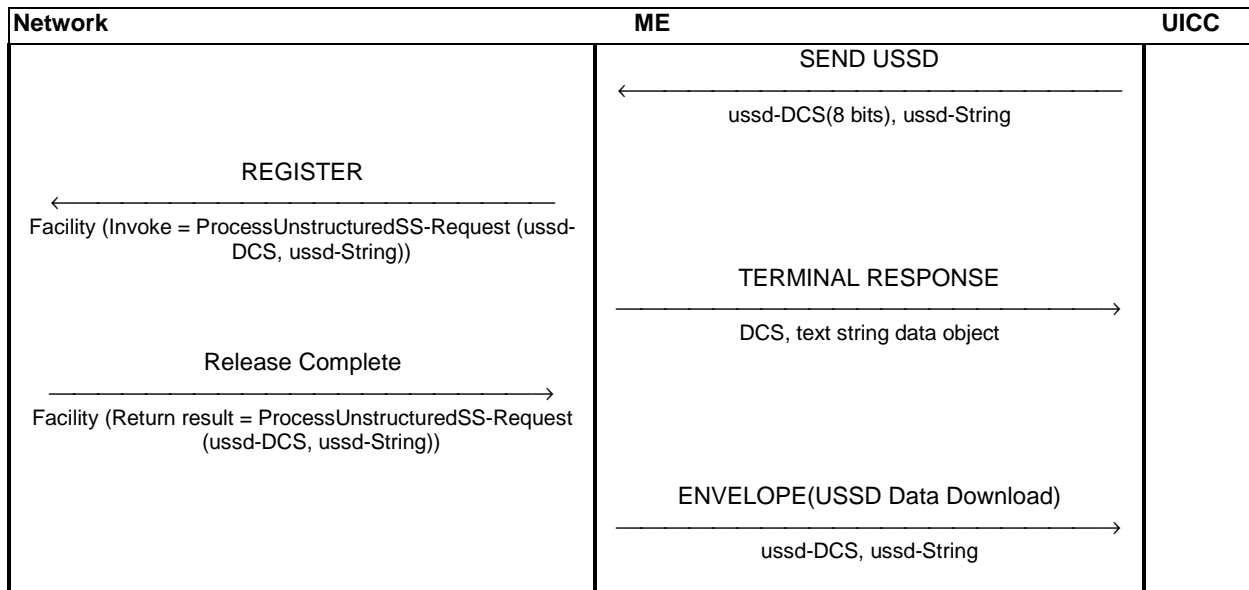 Network ME UICC
SEND USSD
ussd-DCS(8 bits), ussd-String
REGISTER
Facility (Invoke = ProcessUnstructuredSS-Request (ussd-
DCS, ussd-String))
TERMINAL RESPONSE
DCS, text string data object
Release Complete
Facility (Return result = ProcessUnstructuredSS-Request
(ussd-DCS, ussd-String))
ENVELOPE(USSD Data Download)
ussd-DCS, ussd-String